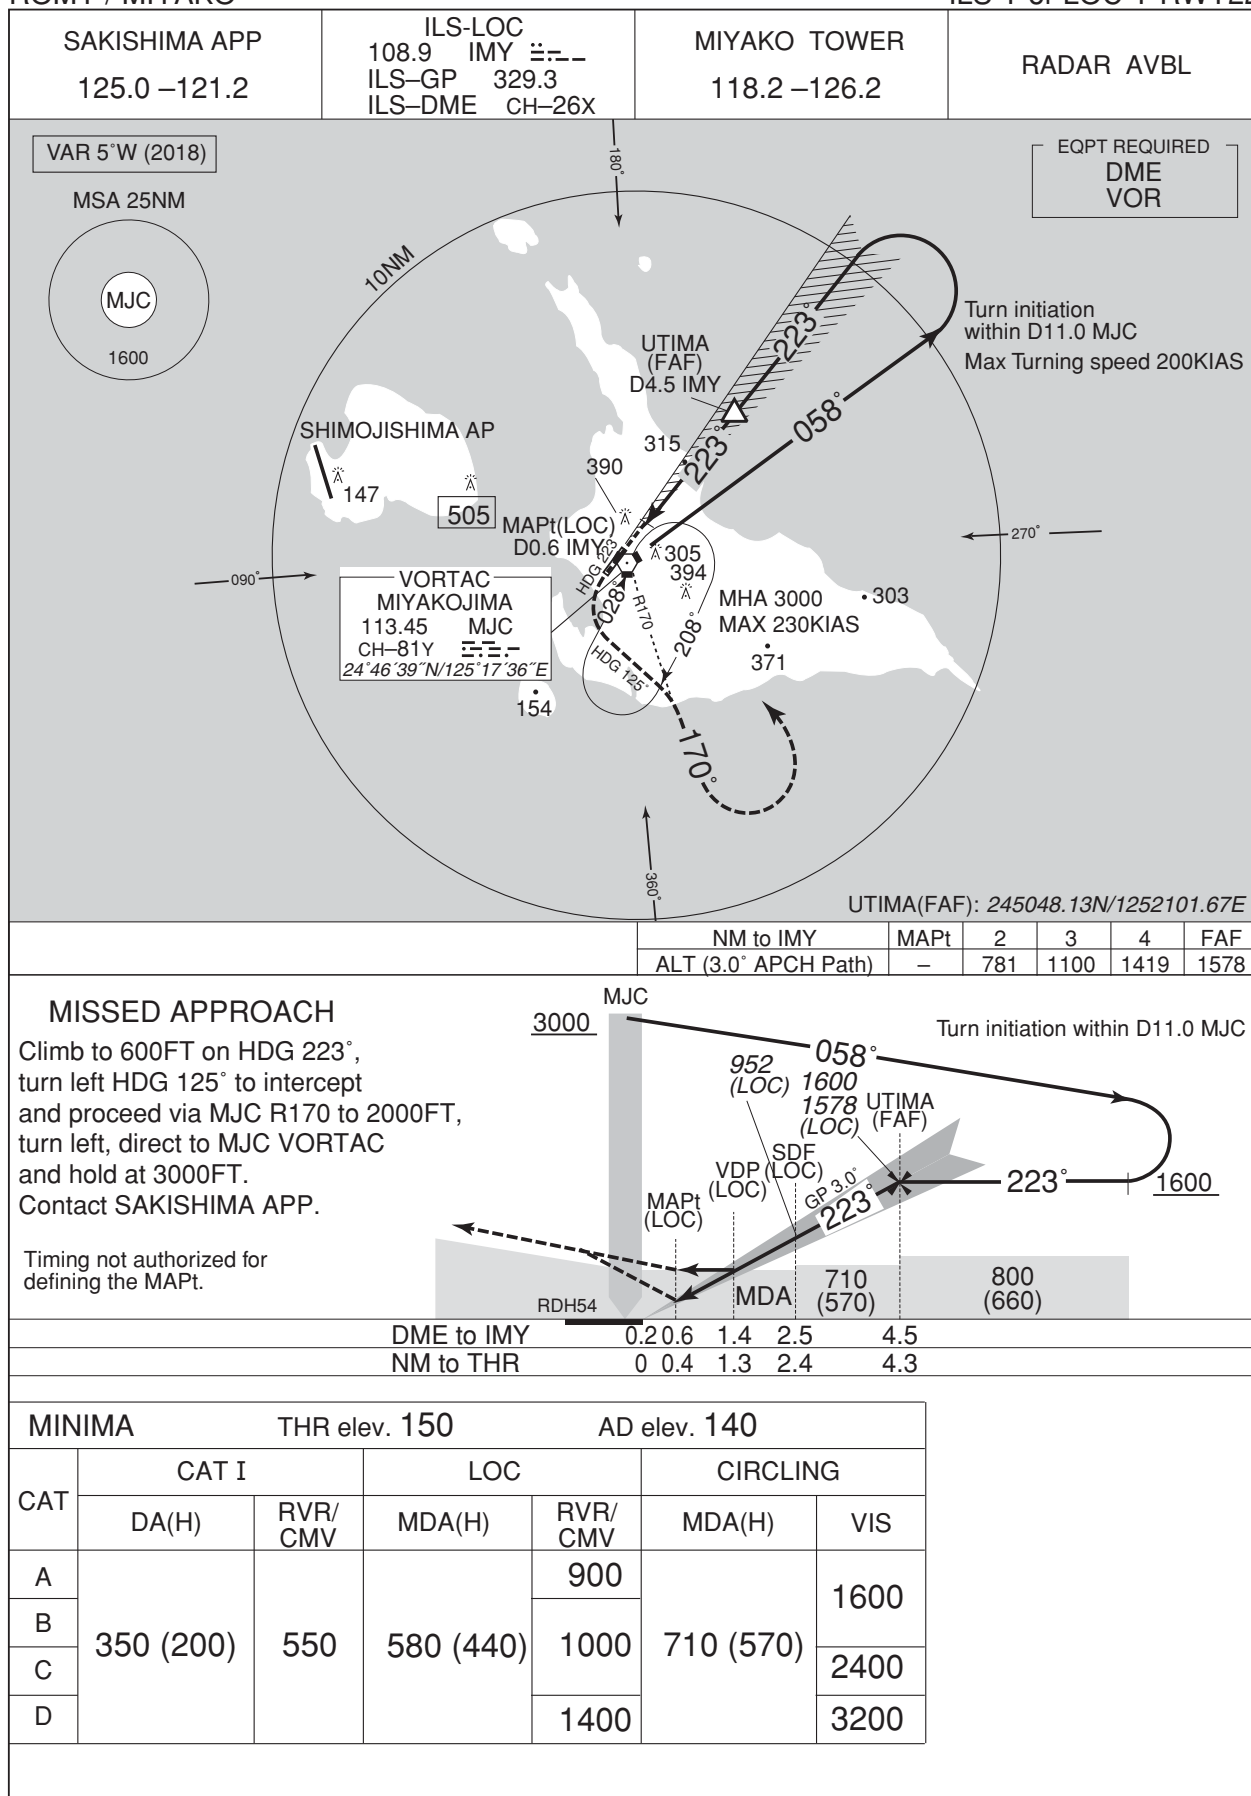 SAKISHIMA APP
125.0 –121.2
ILS-LOC
108.9 IMY
ILS–GP 329.3
ILS–DME CH–26X
MIYAKO TOWER
118.2 –126.2
RADAR AVBL
VAR 5°W (2018)
MSA 25NM
MJC
1600
EQPT REQUIRED
DME
VOR
180°
10NM
Turn initiation
within D11.0 MJC
Max Turning speed 200KIAS
UTIMA
(FAF)
D4.5 IMY
223°
058°
223°
315
390
SHIMOJISHIMA AP
147
505
MAPt(LOC)
D0.6 IMY
HDG 223
305
394
270°
090°
VORTAC
MIYAKOJIMA
113.45 MJC
CH–81Y
24°46´39˝N/125°17´36˝E
028°
R170
208°
MHA 3000
MAX 230KIAS
303
371
HDG 125°
154
170°
360°
UTIMA(FAF): 245048.13N/1252101.67E
NM to IMY MAPt 2 3 4 FAF
ALT (3.0° APCH Path) – 781 1100 1419 1578
MISSED APPROACH
Climb to 600FT on HDG 223°,
turn left HDG 125° to intercept
and proceed via MJC R170 to 2000FT,
turn left, direct to MJC VORTAC
and hold at 3000FT.
Contact SAKISHIMA APP.
Timing not authorized for
defining the MAPt.
MJC
3000
Turn initiation within D11.0 MJC
058°
952
(LOC)
1600
1578
(LOC)
UTIMA
(FAF)
SDF
(LOC)
VDP
(LOC)
MAPt
(LOC)
GP 3.0°
223°
223°
1600
RDH54
MDA
710
(570)
800
(660)
DME to IMY 0.2 0.6 1.4 2.5 4.5
NM to THR 0 0.4 1.3 2.4 4.3
MINIMA THR elev. 150 AD elev. 140
CAT
CAT I LOC CIRCLING
DA(H) RVR/CMV MDA(H) RVR/CMV MDA(H) VIS
A
B
C
D
350 (200)
550
580 (440)
900
1000
1400
710 (570)
1600
2400
3200